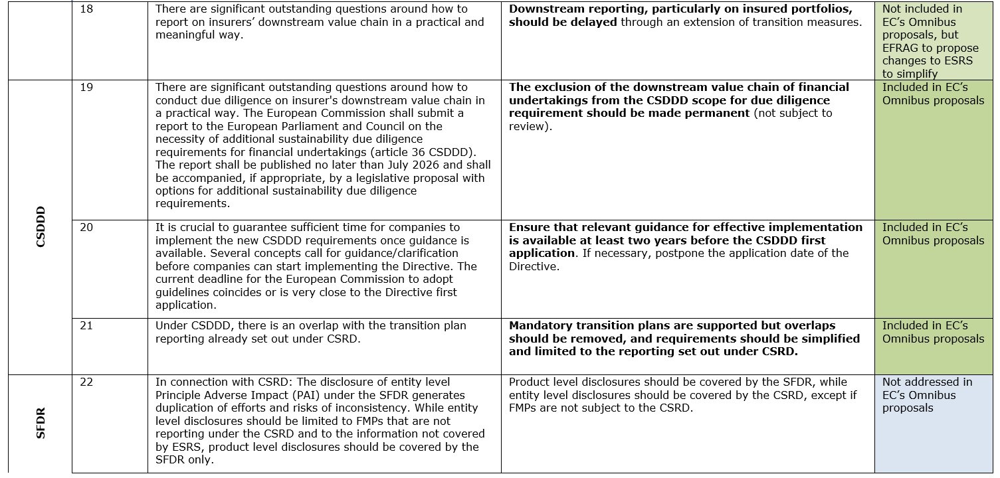 18
There are significant outstanding questions around how to
report on insurers’ downstream value chain in a practical and
meaningful way.
Downstream reporting, particularly on insured portfolios,
should be delayed through an extension of transition measures.
Not included in
EC’s Omnibus
proposals, but
EFRAG to propose
changes to ESRS
to simplify
CSDDD
19
There are significant outstanding questions around how to
conduct due diligence on insurer's downstream value chain in
a practical way. The European Commission shall submit a
report to the European Parliament and Council on the
necessity of additional sustainability due diligence
requirements for financial undertakings (article 36 CSDDD).
The report shall be published no later than July 2026 and shall
be accompanied, if appropriate, by a legislative proposal with
options for additional sustainability due diligence
requirements.
The exclusion of the downstream value chain of financial
undertakings from the CSDDD scope for due diligence
requirement should be made permanent (not subject to
review).
Included in EC’s
Omnibus proposals
20
It is crucial to guarantee sufficient time for companies to
implement the new CSDDD requirements once guidance is
available. Several concepts call for guidance/clarification
before companies can start implementing the Directive. The
current deadline for the European Commission to adopt
guidelines coincides or is very close to the Directive first
application.
Ensure that relevant guidance for effective implementation
is available at least two years before the CSDDD first
application. If necessary, postpone the application date of the
Directive.
Included in EC’s
Omnibus proposals
21
Under CSDDD, there is an overlap with the transition plan
reporting already set out under CSRD.
Mandatory transition plans are supported but overlaps
should be removed, and requirements should be simplified
and limited to the reporting set out under CSRD.
Included in EC’s
Omnibus proposals
SFDR
22
In connection with CSRD: The disclosure of entity level
Principle Adverse Impact (PAI) under the SFDR generates
duplication of efforts and risks of inconsistency. While entity
level disclosures should be limited to FMPs that are not
reporting under the CSRD and to the information not covered
by ESRS, product level disclosures should be covered by the
SFDR only.
Product level disclosures should be covered by the SFDR, while
entity level disclosures should be covered by the CSRD, except if
FMPs are not subject to the CSRD.
Not addressed in
EC’s Omnibus
proposals